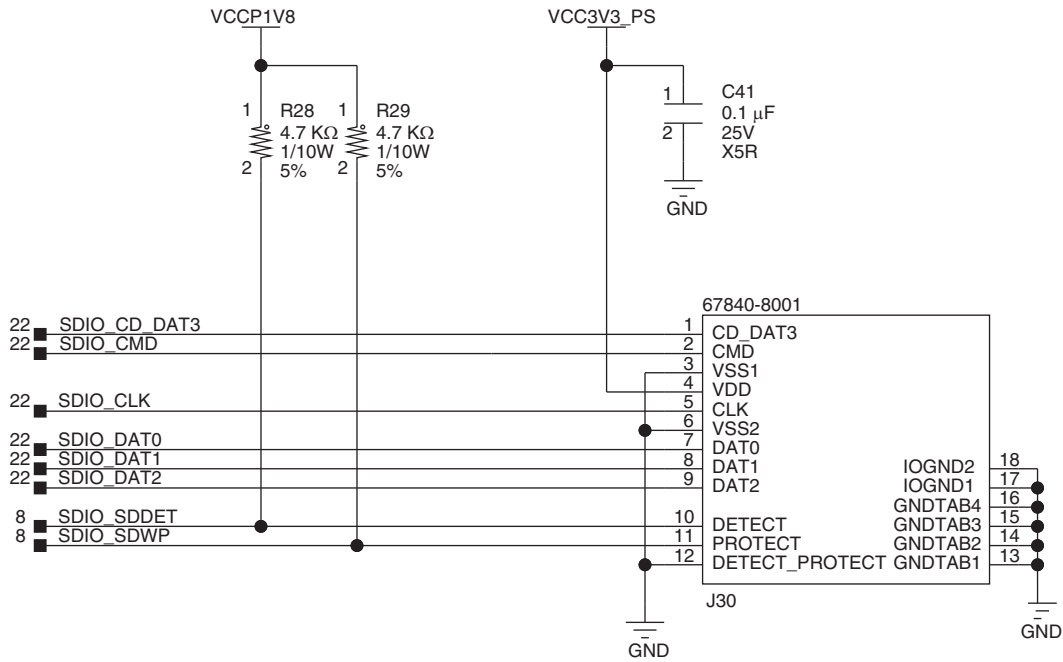 VCCP1V8
VCC3V3_PS
1
R28
4.7 KΩ
1/10W
5%
2
1
R29
4.7 KΩ
1/10W
5%
2
1
C41
0.1 μF
25V
X5R
2
GND
67840-8001
22 SDIO_CD_DAT3 1 CD_DAT3
22 SDIO_CMD 2 CMD
3 VSS1
4 VDD
22 SDIO_CLK 5 CLK
6 VSS2
22 SDIO_DAT0 7 DAT0
22 SDIO_DAT1 8 DAT1 IOGND2 18
22 SDIO_DAT2 9 DAT2 IOGND1 17
GNDTAB4 16
8 SDIO_SDDET 10 DETECT GNDTAB3 15
8 SDIO_SDWP 11 PROTECT GNDTAB2 14
12 DETECT_PROTECT GNDTAB1 13
J30
GND
GND